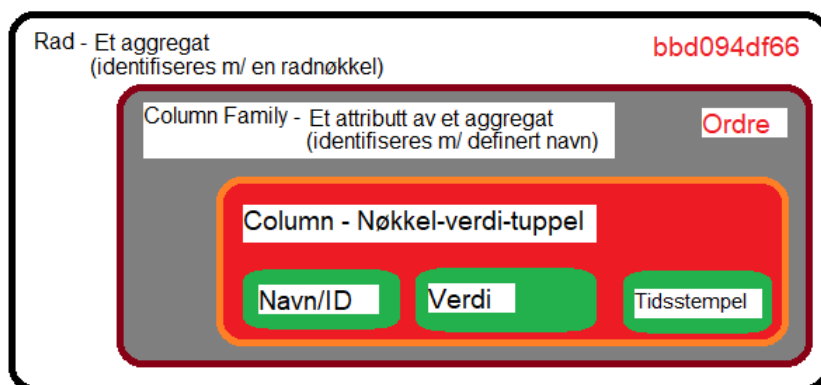 Rad - Et aggregat
(identifiseres m/ en radnøkkel)
bbd094df66
Column Family - Et attributt av et aggregat
(identifiseres m/ definert navn)
Ordre
Column - Nøkkel-verdi-tuppel
Navn/ID
Verdi
Tidsstempel